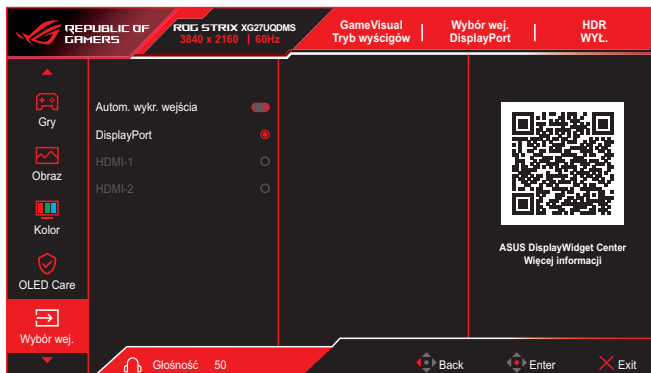 REPUBLIC OF
GAMERS
ROG STRIX XG27UQDMS
3840 x 2160 | 60Hz
GameVisual
Tryb wyścigów
Wybór wej.
DisplayPort
HDR
WYŁ.
Gry
Obraz
Kolor
OLED Care
Wybór wej.
Autom. wykr. wejścia
DisplayPort
HDMI-1
HDMI-2
ASUS DisplayWidget Center
Więcej informacji
Głośność 50
Back
Enter
Exit